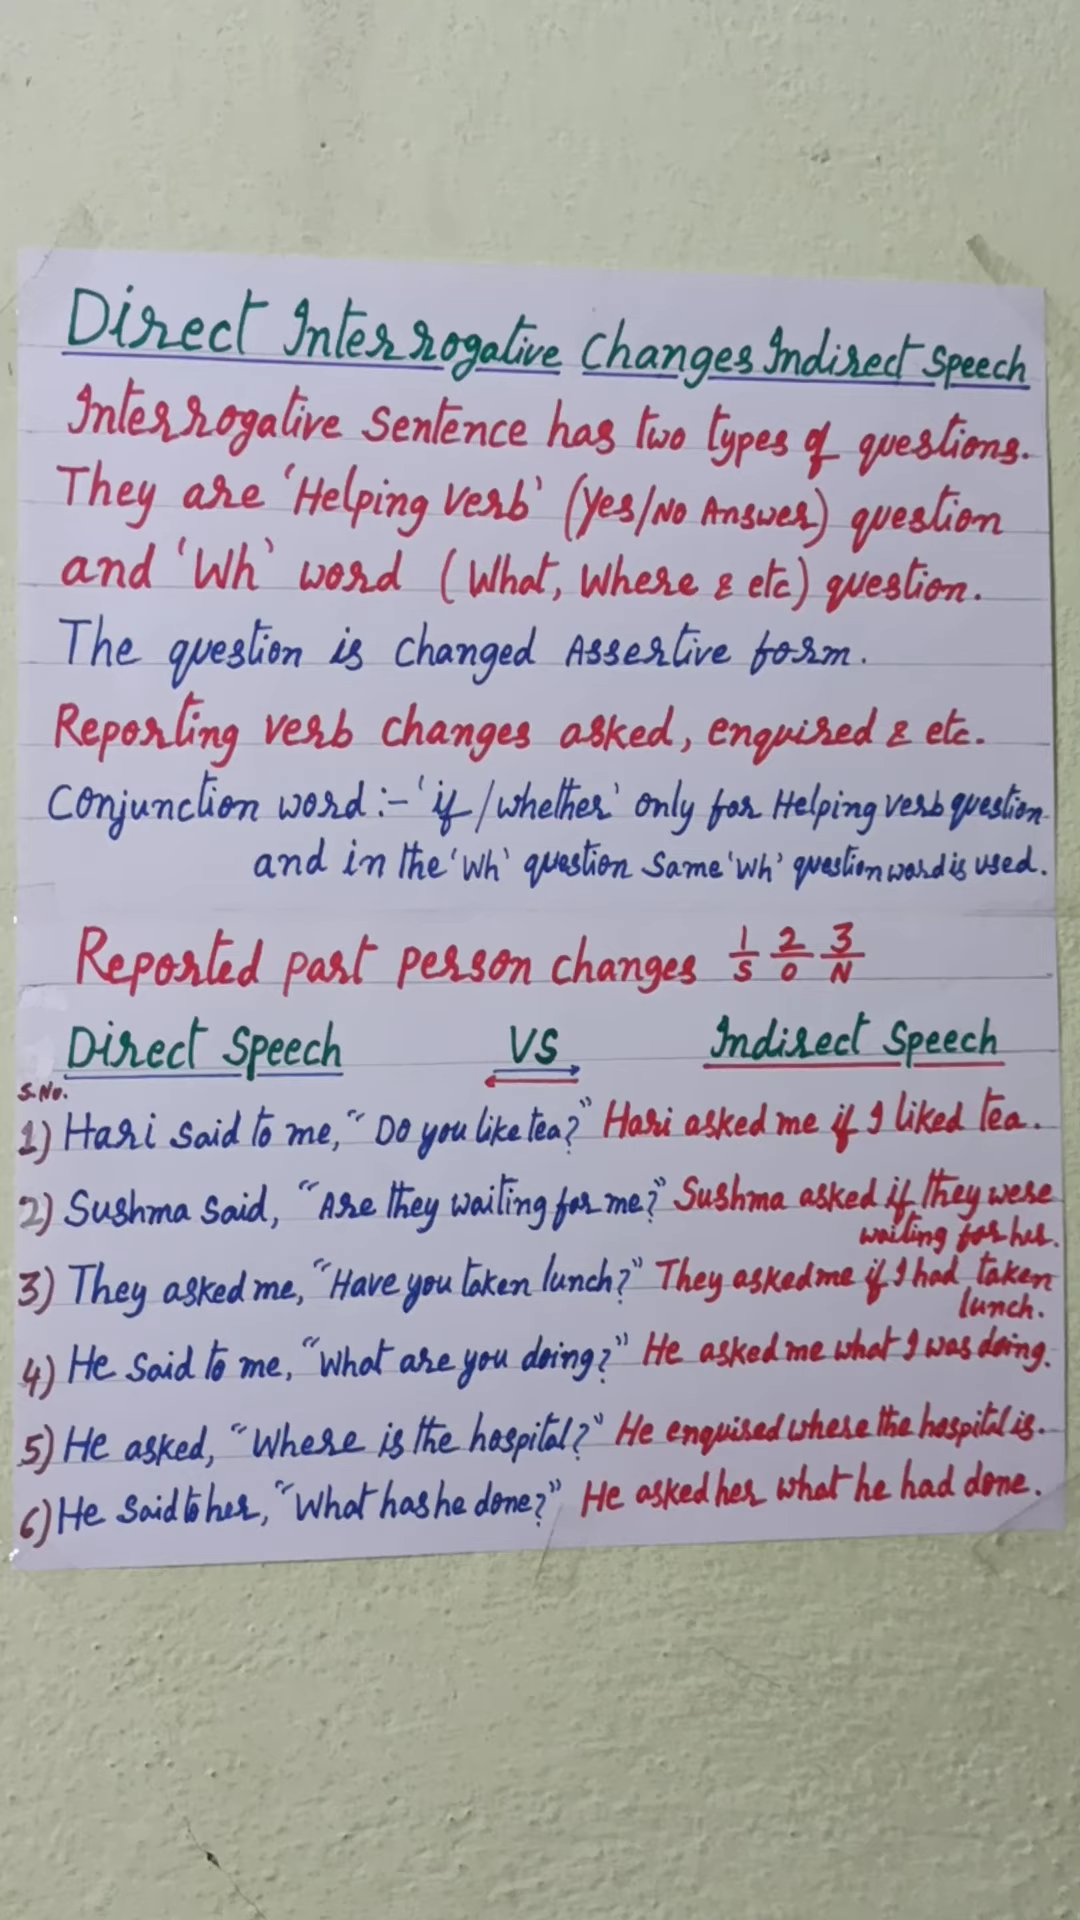 Direct Interrogative Changes Indirect Speech
Interrogative Sentence has two types of questions.
They are 'Helping verb' (Yes/No Answer) question
and 'Wh' word (What, Where & etc) question.
The question is changed Assertive form.
Reporting verb changes asked, enquired & etc.
Conjunction word :- 'if/whether' only for Helping verb question
and in the 'Wh' question Same 'Wh' question word is used.
Reported part person changes 1/S 2/O 3/N
Direct Speech VS Indirect Speech
S.No.
1) Hari said to me, "Do you like tea?" Hari asked me if I liked tea.
2) Sushma said, "Are they waiting for me?" Sushma asked if they were
waiting for her.
3) They asked me, "Have you taken lunch?" They asked me if I had taken
lunch.
4) He said to me, "What are you doing?" He asked me what I was doing.
5) He asked, "Where is the hospital?" He enquired where the hospital is.
6) He said to her, "What has he done?" He asked her what he had done.